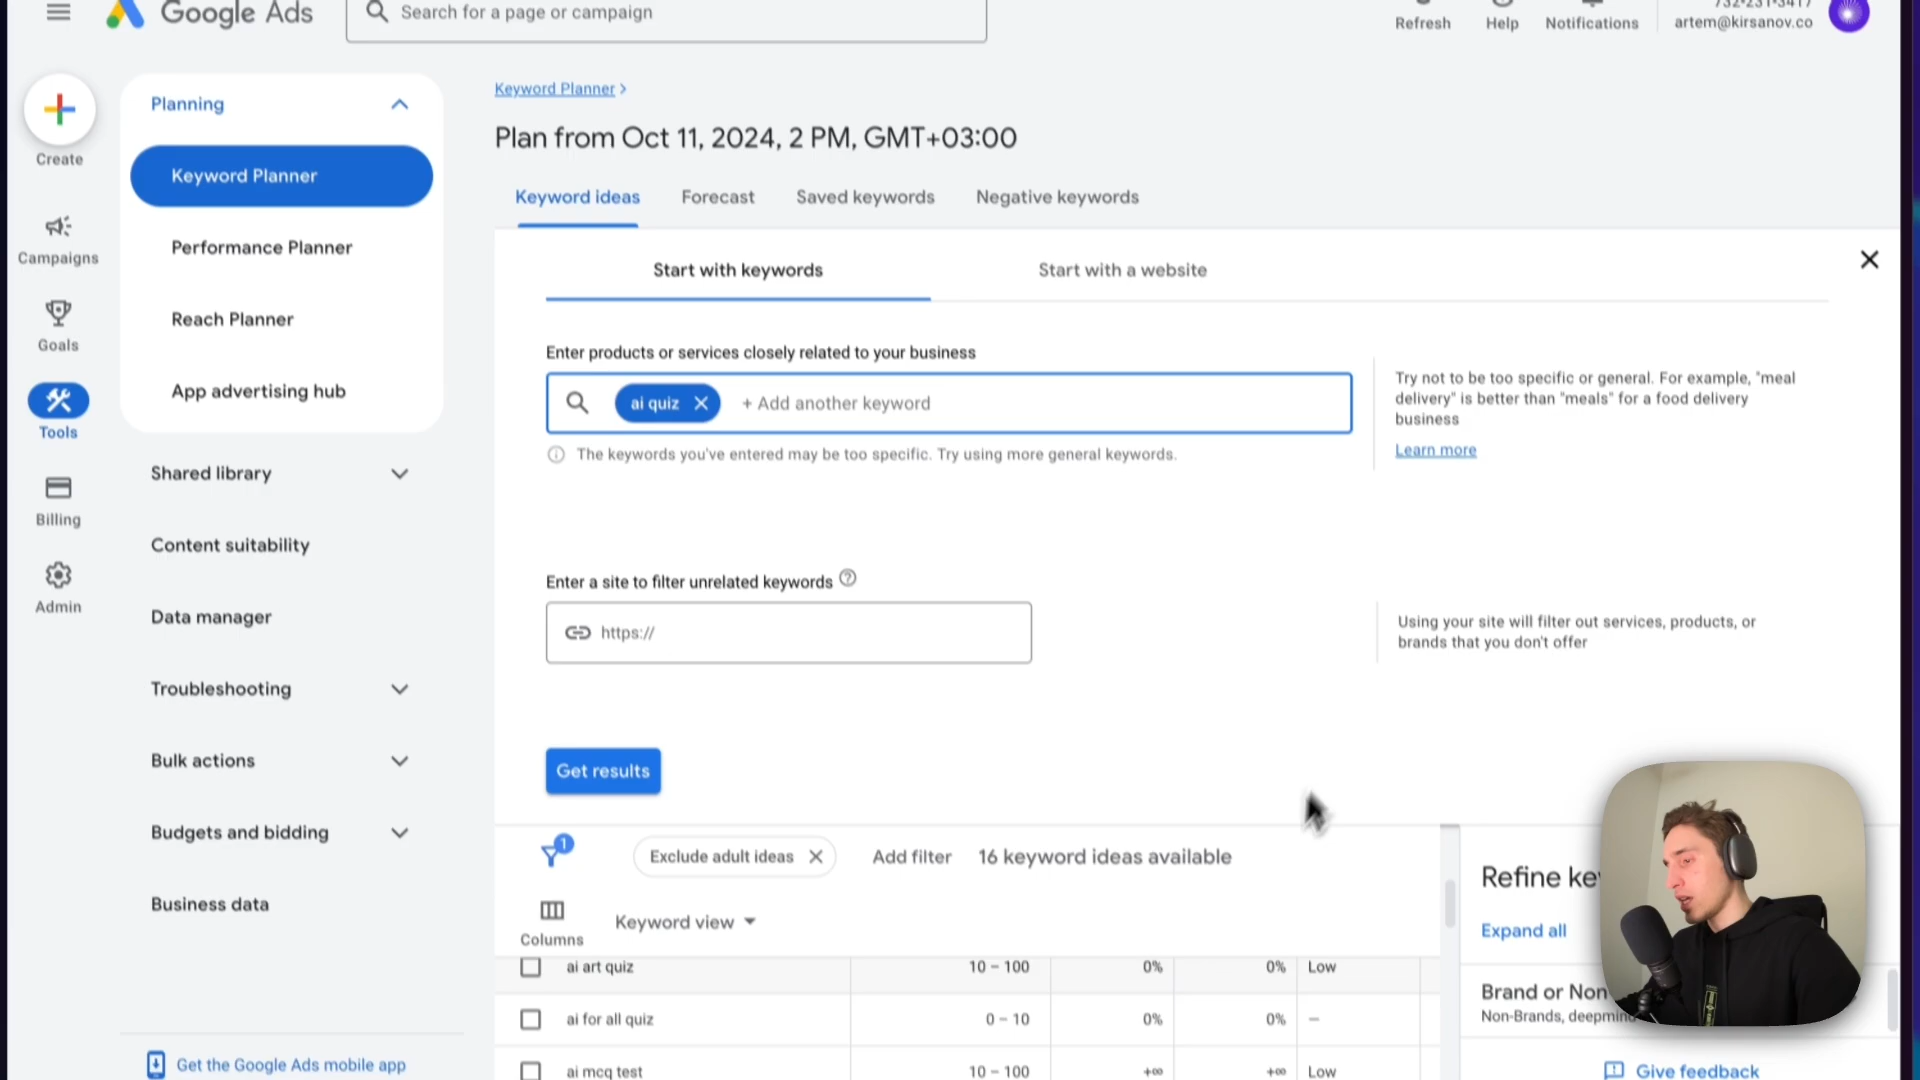 Google Ads
Search for a page or campaign
Refresh
Help
Notifications
732-231-3417
artem@kirsanov.co
Create
Campaigns
Goals
Tools
Billing
Admin
Planning
Keyword Planner
Performance Planner
Reach Planner
App advertising hub
Shared library
Content suitability
Data manager
Troubleshooting
Bulk actions
Budgets and bidding
Business data
Get the Google Ads mobile app
Keyword Planner >
Plan from Oct 11, 2024, 2 PM, GMT+03:00
Keyword ideas
Forecast
Saved keywords
Negative keywords
Start with keywords
Start with a website
Enter products or services closely related to your business
ai quiz
+ Add another keyword
The keywords you've entered may be too specific. Try using more general keywords.
Try not to be too specific or general. For example, "meal
delivery" is better than "meals" for a food delivery
business
Learn more
Enter a site to filter unrelated keywords
https://
Using your site will filter out services, products, or
brands that you don't offer
Get results
1
Exclude adult ideas
Add filter
16 keyword ideas available
Columns
Keyword view
ai art quiz 10 – 100 0% 0% Low
ai for all quiz 0 – 10 0% 0% –
ai mcq test 10 – 100 +∞ +∞ Low
Refine
Expand all
Brand or Non
Non-Brands,
Give feedback